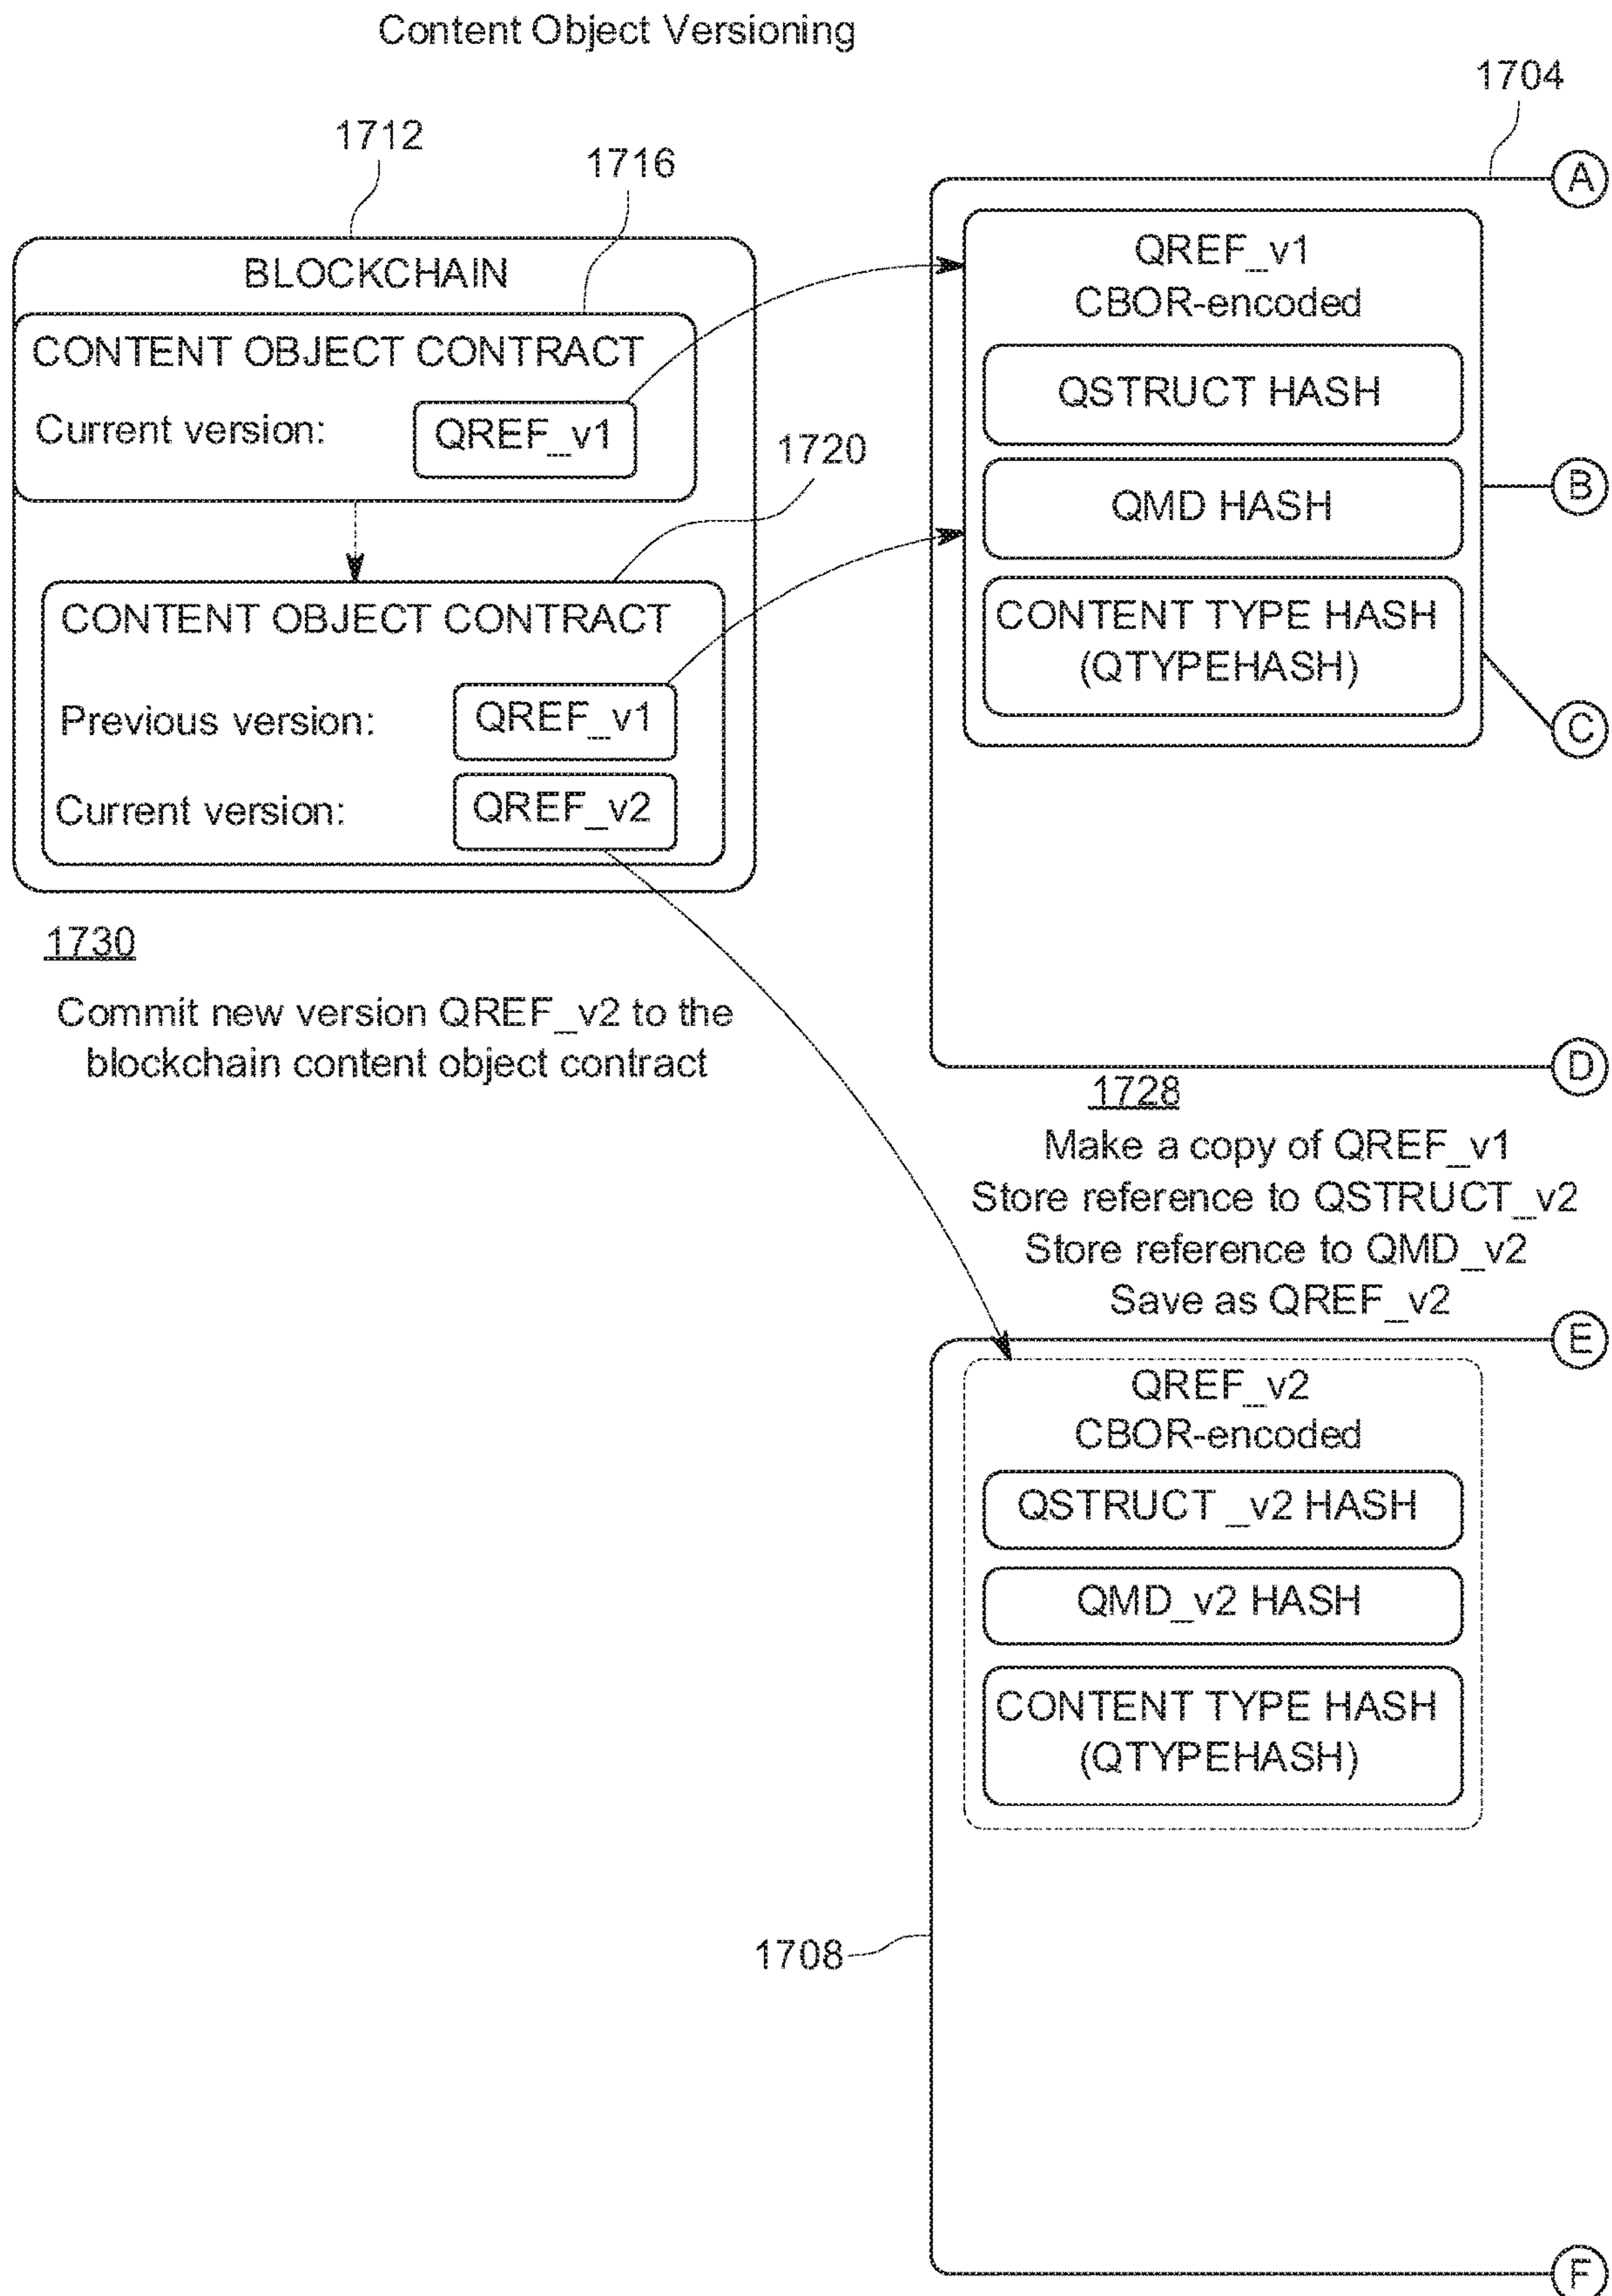 Content Object Versioning
1704
1712
1716
A
BLOCKCHAIN
CONTENT OBJECT CONTRACT
Current version:
QREF_v1
1720
CONTENT OBJECT CONTRACT
Previous version:
QREF_v1
Current version:
QREF_v2
1730
Commit new version QREF_v2 to the
blockchain content object contract
QREF_v1
CBOR-encoded
QSTRUCT HASH
QMD HASH
B
CONTENT TYPE HASH
(QTYPEHASH)
C
D
1728
Make a copy of QREF_v1
Store reference to QSTRUCT_v2
Store reference to QMD_v2
Save as QREF_v2
E
QREF_v2
CBOR-encoded
QSTRUCT _v2 HASH
QMD_v2 HASH
CONTENT TYPE HASH
(QTYPEHASH)
1708
F